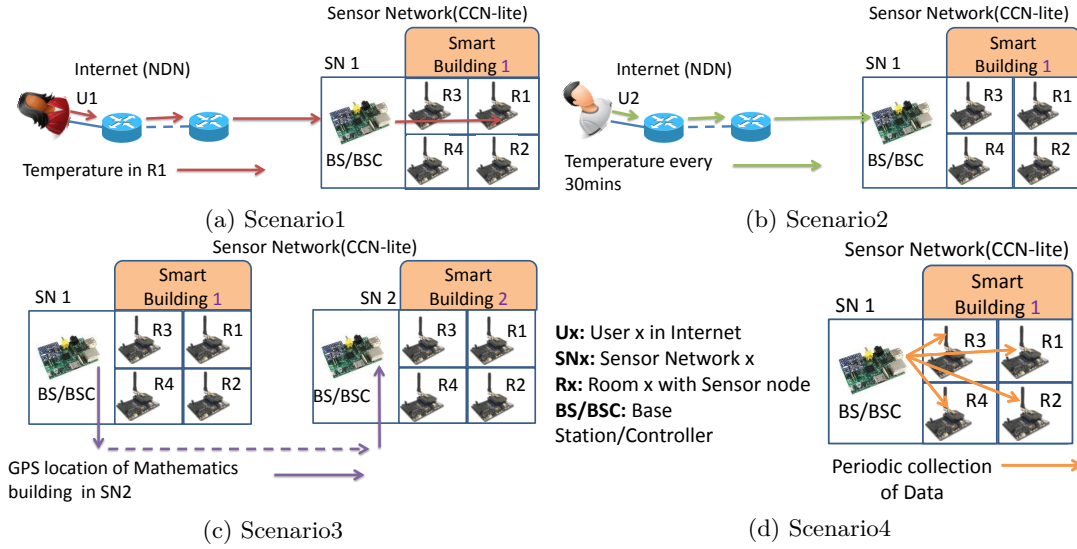 Sensor Network(CCN-lite)
Smart
Building 1
SN 1
Internet (NDN)
U1
R3
R1
R4
R2
BS/BSC
Temperature in R1
(a) Scenario1
Sensor Network(CCN-lite)
Smart
Building 1
SN 1
Internet (NDN)
U2
R3
R1
R4
R2
BS/BSC
Temperature every
30mins
(b) Scenario2
Sensor Network(CCN-lite)
SN 1
Smart
Building 1
R3
R1
R4
R2
BS/BSC
SN 2
Smart
Building 2
R3
R1
R4
R2
BS/BSC
GPS location of Mathematics
building in SN2
(c) Scenario3
Ux: User x in Internet
SNx: Sensor Network x
Rx: Room x with Sensor node
BS/BSC: Base
Station/Controller
Sensor Network(CCN-lite)
Smart
Building 1
SN 1
R3
R1
R4
R2
BS/BSC
Periodic collection
of Data
(d) Scenario4